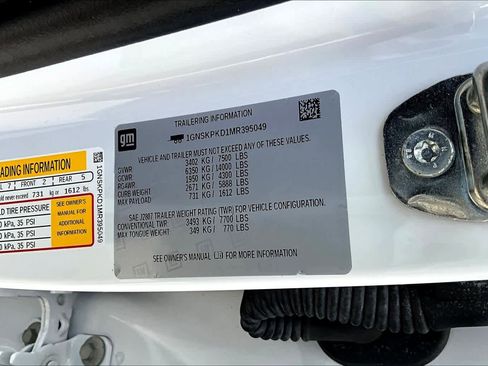 TRAILERING INFORMATION
gm
1GNSKPKD1MR395049
VEHICLE AND TRAILER MUST NOT EXCEED ANY OF THESE VALUES.
GVWR 3402 KG / 7500 LBS
GCWR 6350 KG / 14000 LBS
RGAWR 1950 KG / 4300 LBS
CURB WEIGHT 2671 KG / 5888 LBS
MAX PAYLOAD 731 KG / 1612 LBS
SAE J2807 TRAILER WEIGHT RATING (TWR) FOR VEHICLE CONFIGURATION.
CONVENTIONAL TWR 3493 KG / 7700 LBS
MAX TONGUE WEIGHT 349 KG / 770 LBS
SEE OWNER'S MANUAL FOR MORE INFORMATION
ADING INFORMATION
7 FRONT 2 REAR 5
never exceed 731 kg or 1612 lbs
LD TIRE PRESSURE
kPA, 35 PSI
kPA, 35 PSI
kPA, 35 PSI
SEE OWNER'S
MANUAL FOR
ADDITIONAL
INFORMATION
1GNSKPKD1MR395049